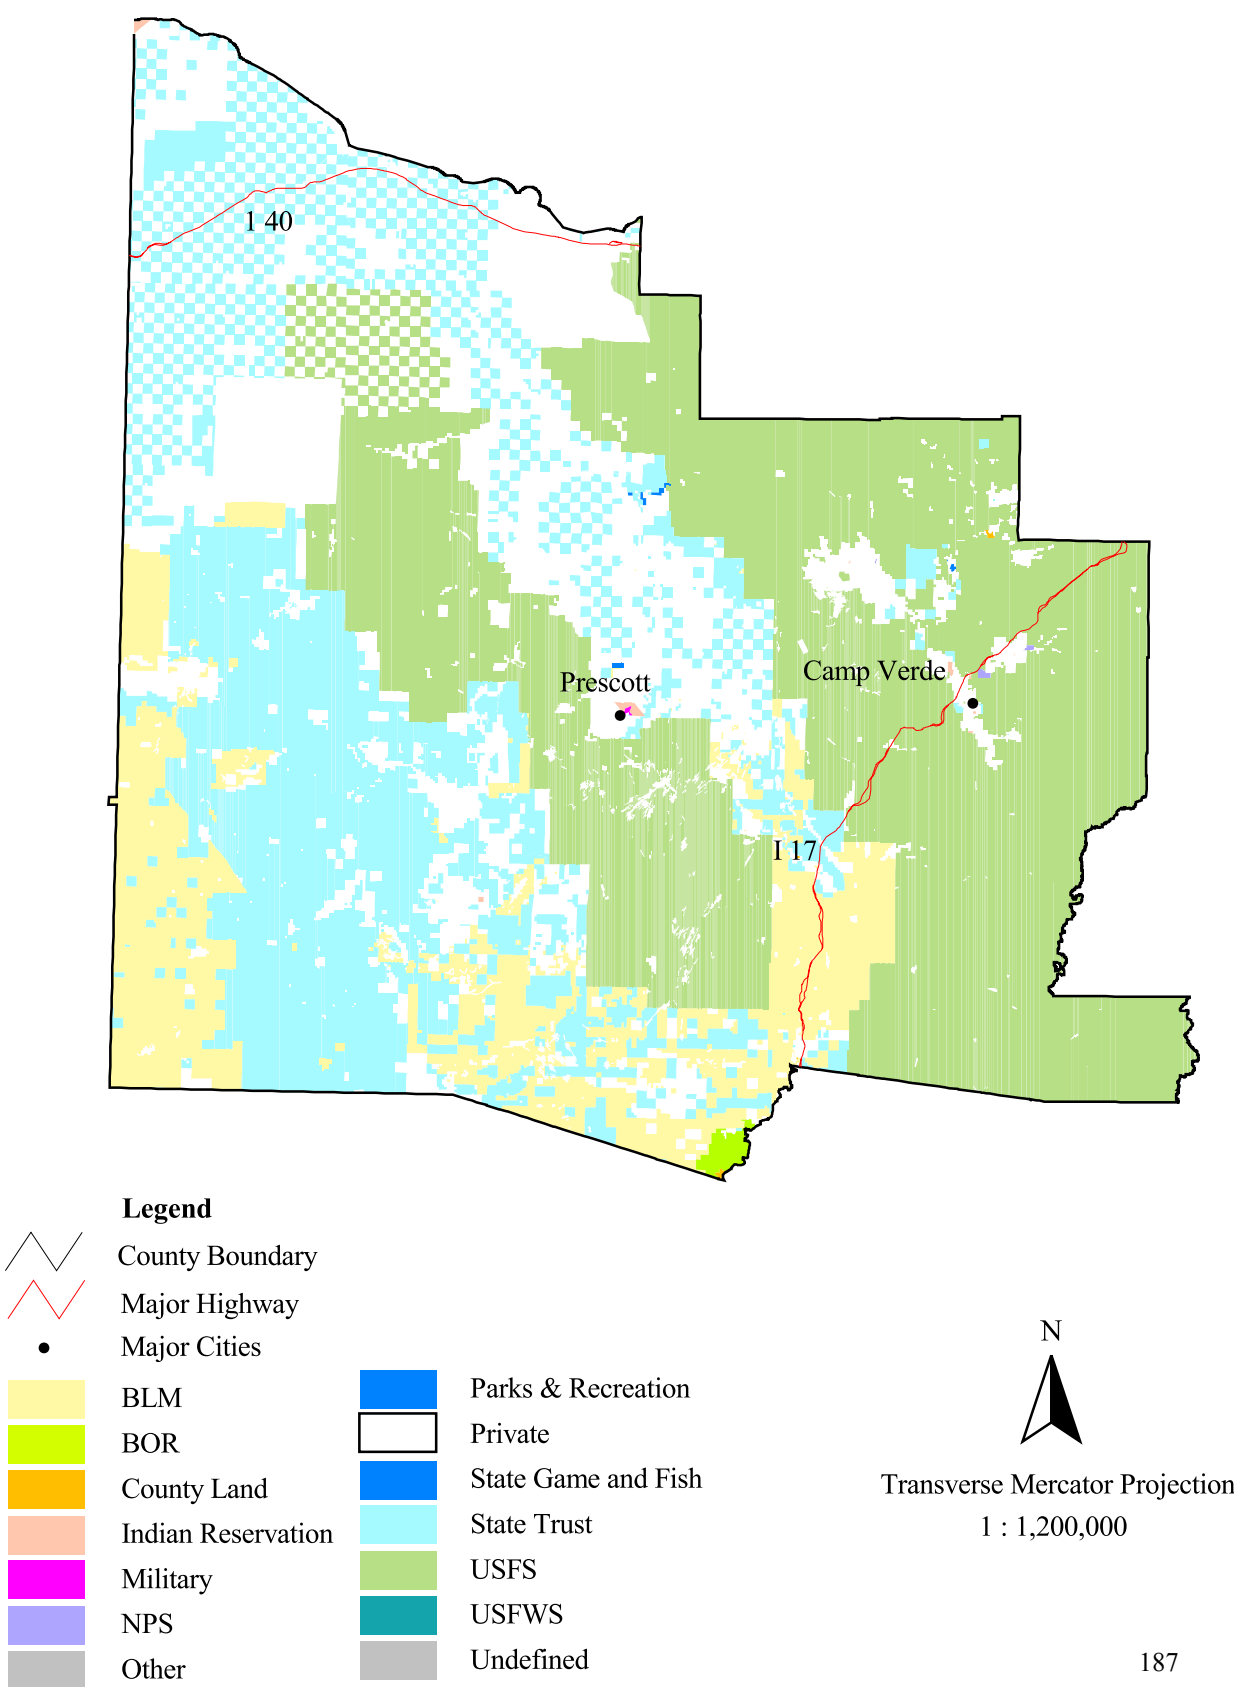 1 40
Prescott
Camp Verde
I 17
Legend
County Boundary
Major Highway
Major Cities
BLM
BOR
County Land
Indian Reservation
Military
NPS
Other
Parks & Recreation
Private
State Game and Fish
State Trust
USFS
USFWS
Undefined
N
Transverse Mercator Projection
1 : 1,200,000
187